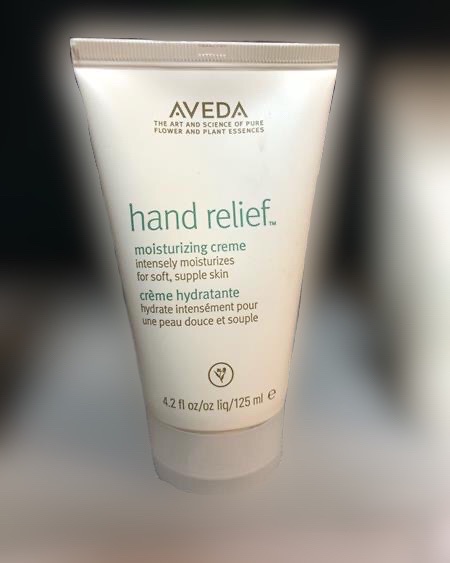 AVEDA
THE ART AND SCIENCE OF PURE
FLOWER AND PLANT ESSENCES
hand relief™
moisturizing creme
intensely moisturizes
for soft, supple skin
crème hydratante
hydrate intensément pour
une peau douce et souple
4.2 fl oz/oz liq/125 ml ℮